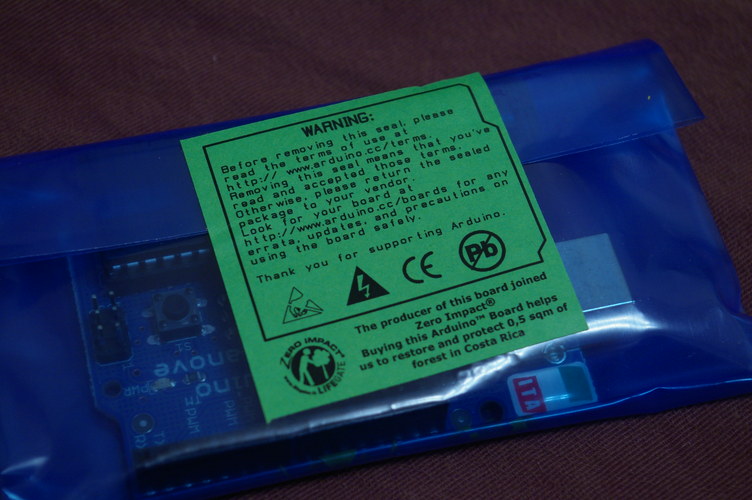 WARNING:
Before removing this seal, please
read the terms of use at
http:// www.arduino.cc/terms.
Removing this seal means that you've
read and accepted those terms.
Otherwise, please return the sealed
package to your vendor.
Look for your board at
http://www.arduino.cc/boards for any
errata, updates, and precautions on
using the board safely.
Thank you for supporting Arduino.
CE
Pb
The producer of this board joined
Zero Impact®
Buying this Arduino™ Board helps
us to restore and protect 0,5 sqm of
forest in Costa Rica
ZERO IMPACT
LIFEGATE
ITA